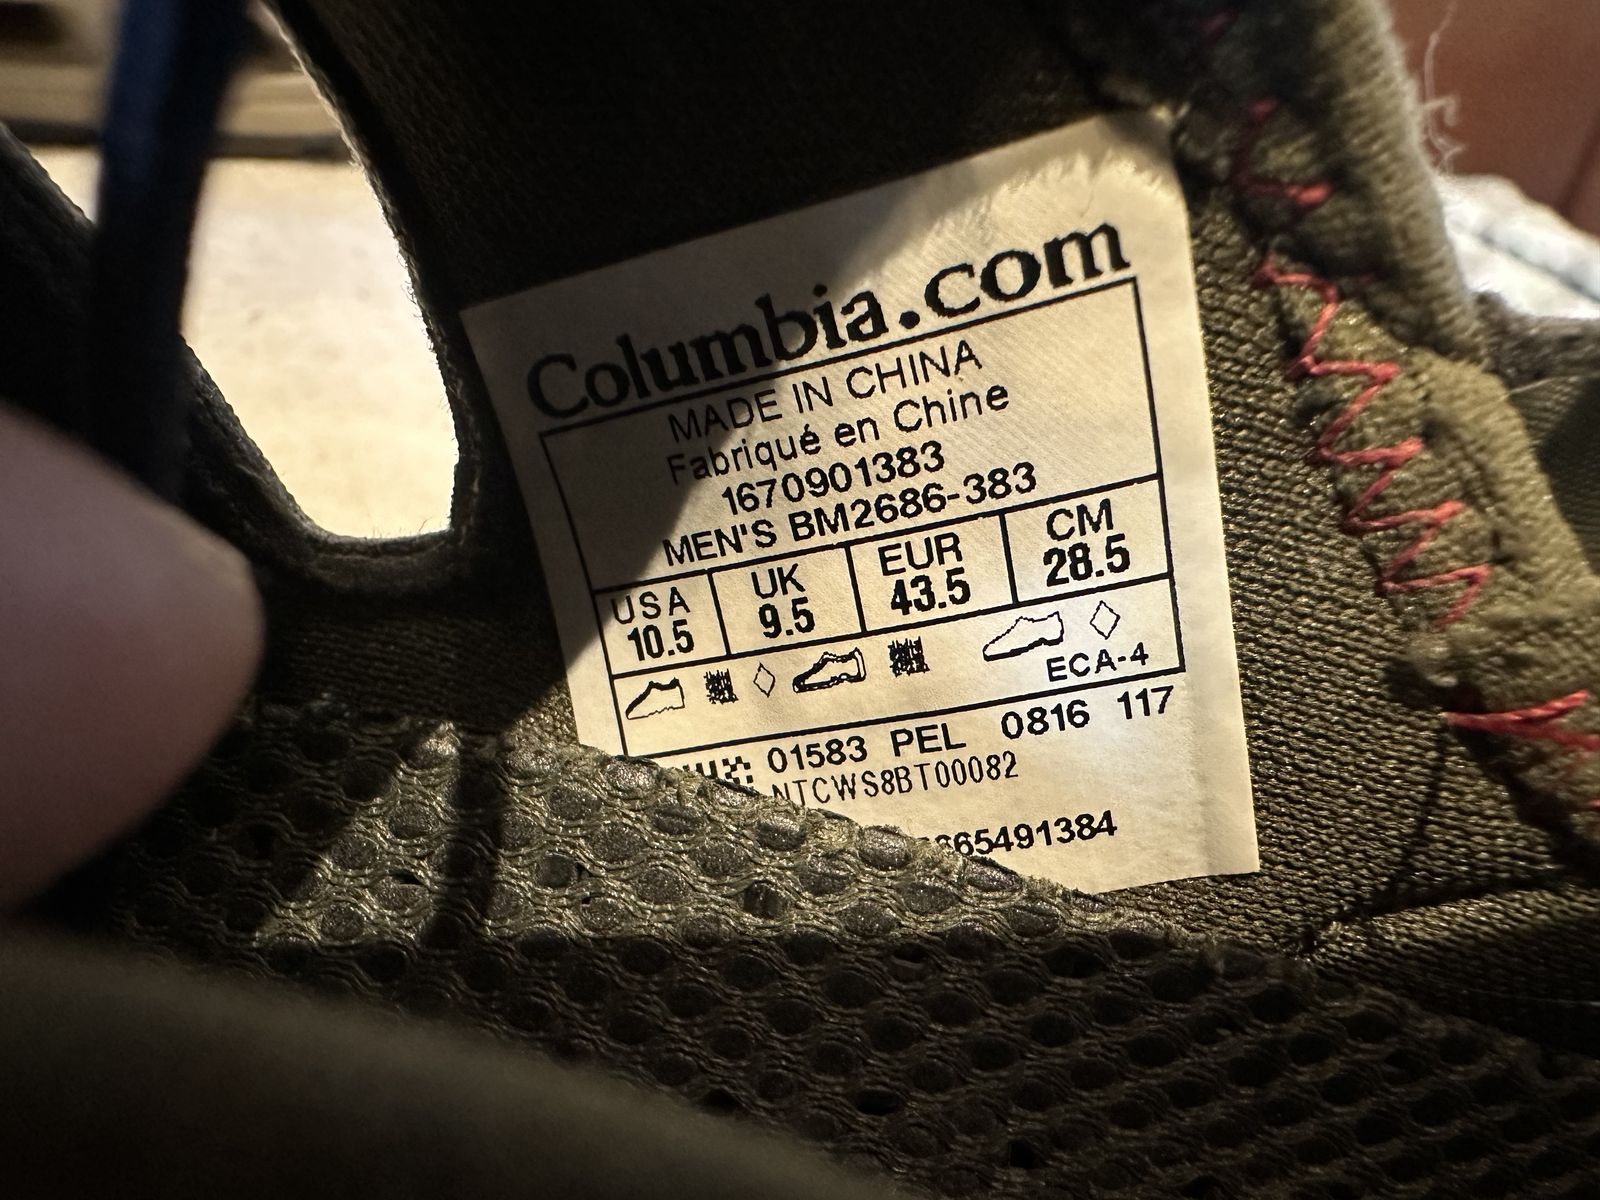 Columbia.com
MADE IN CHINA
Fabriqué en Chine
1670901383
MEN'S BM2686-383
USA UK EUR CM
10.5 9.5 43.5 28.5
ECA-4
01583 PEL 0816 117
NTCWS8BT00082
65491384